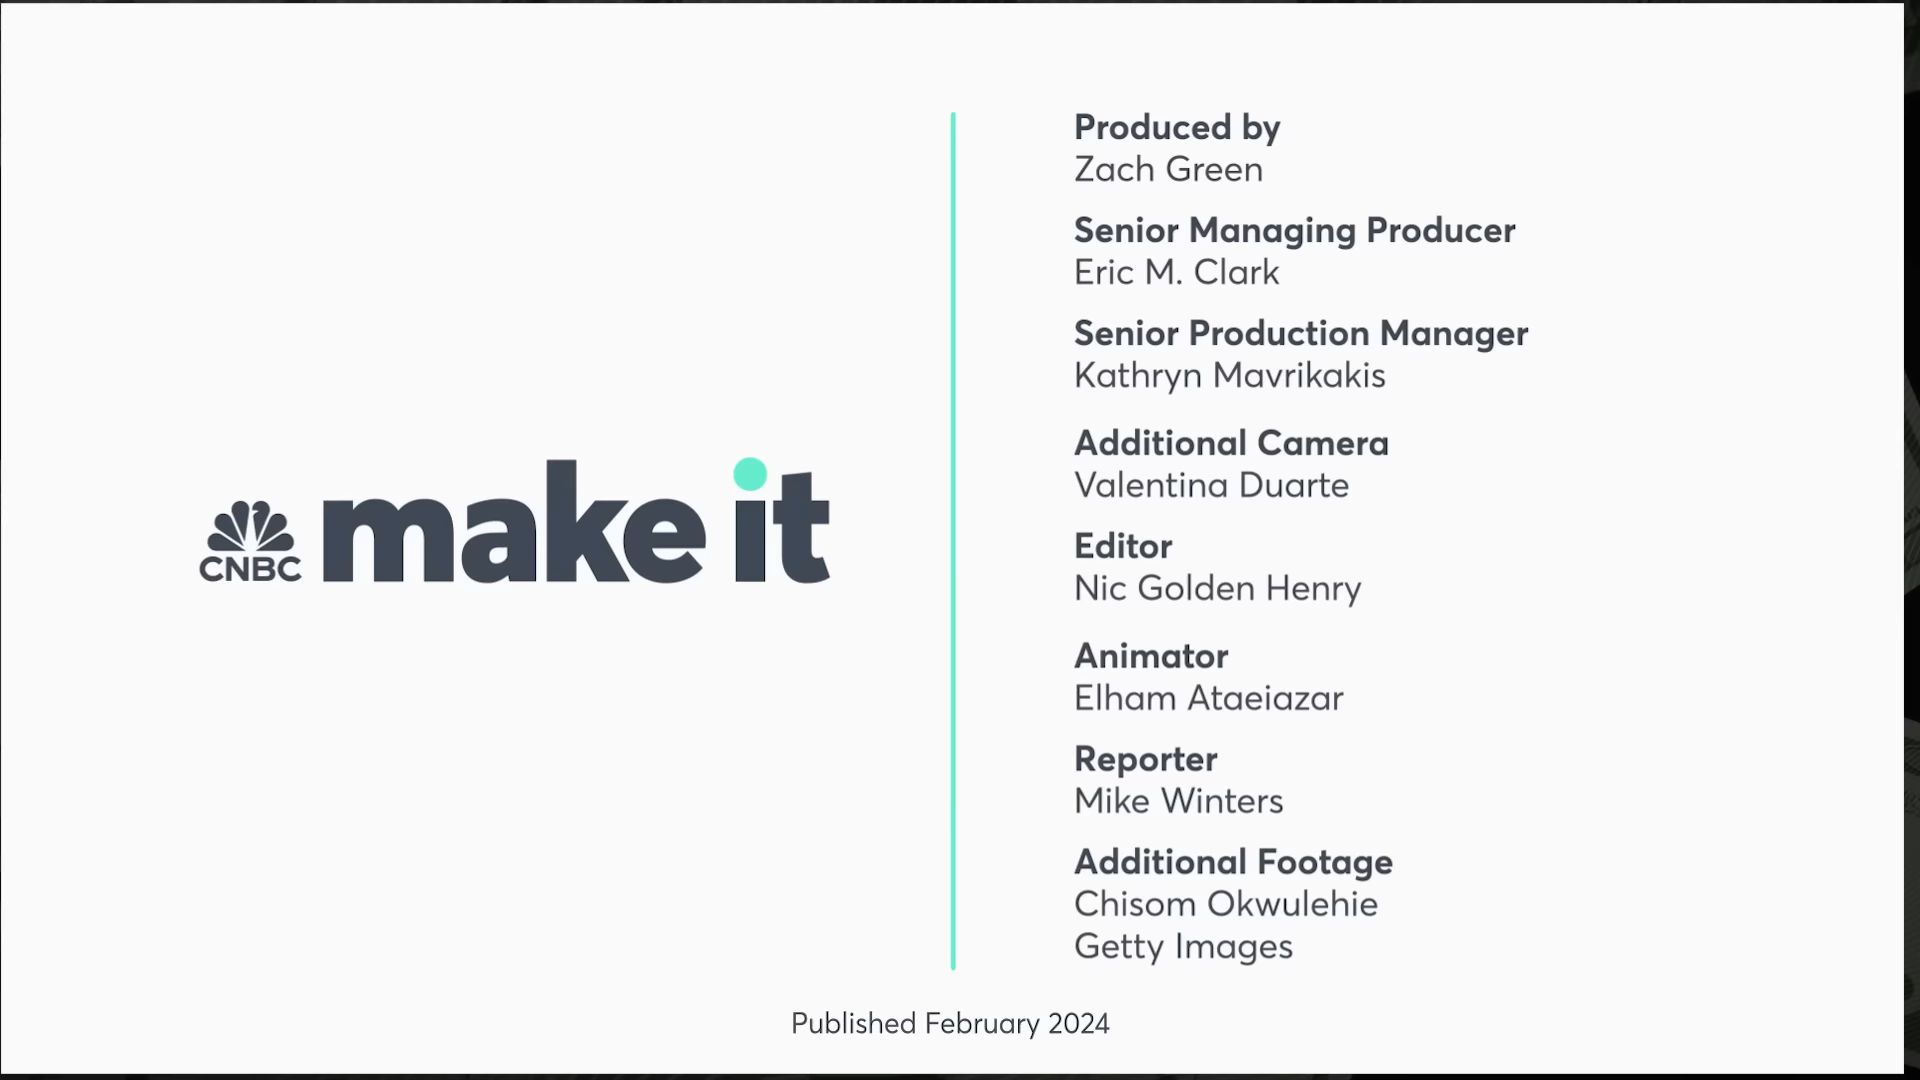 CNBC make it
Produced by
Zach Green
Senior Managing Producer
Eric M. Clark
Senior Production Manager
Kathryn Mavrikakis
Additional Camera
Valentina Duarte
Editor
Nic Golden Henry
Animator
Elham Ataeiazar
Reporter
Mike Winters
Additional Footage
Chisom Okwulehie
Getty Images
Published February 2024